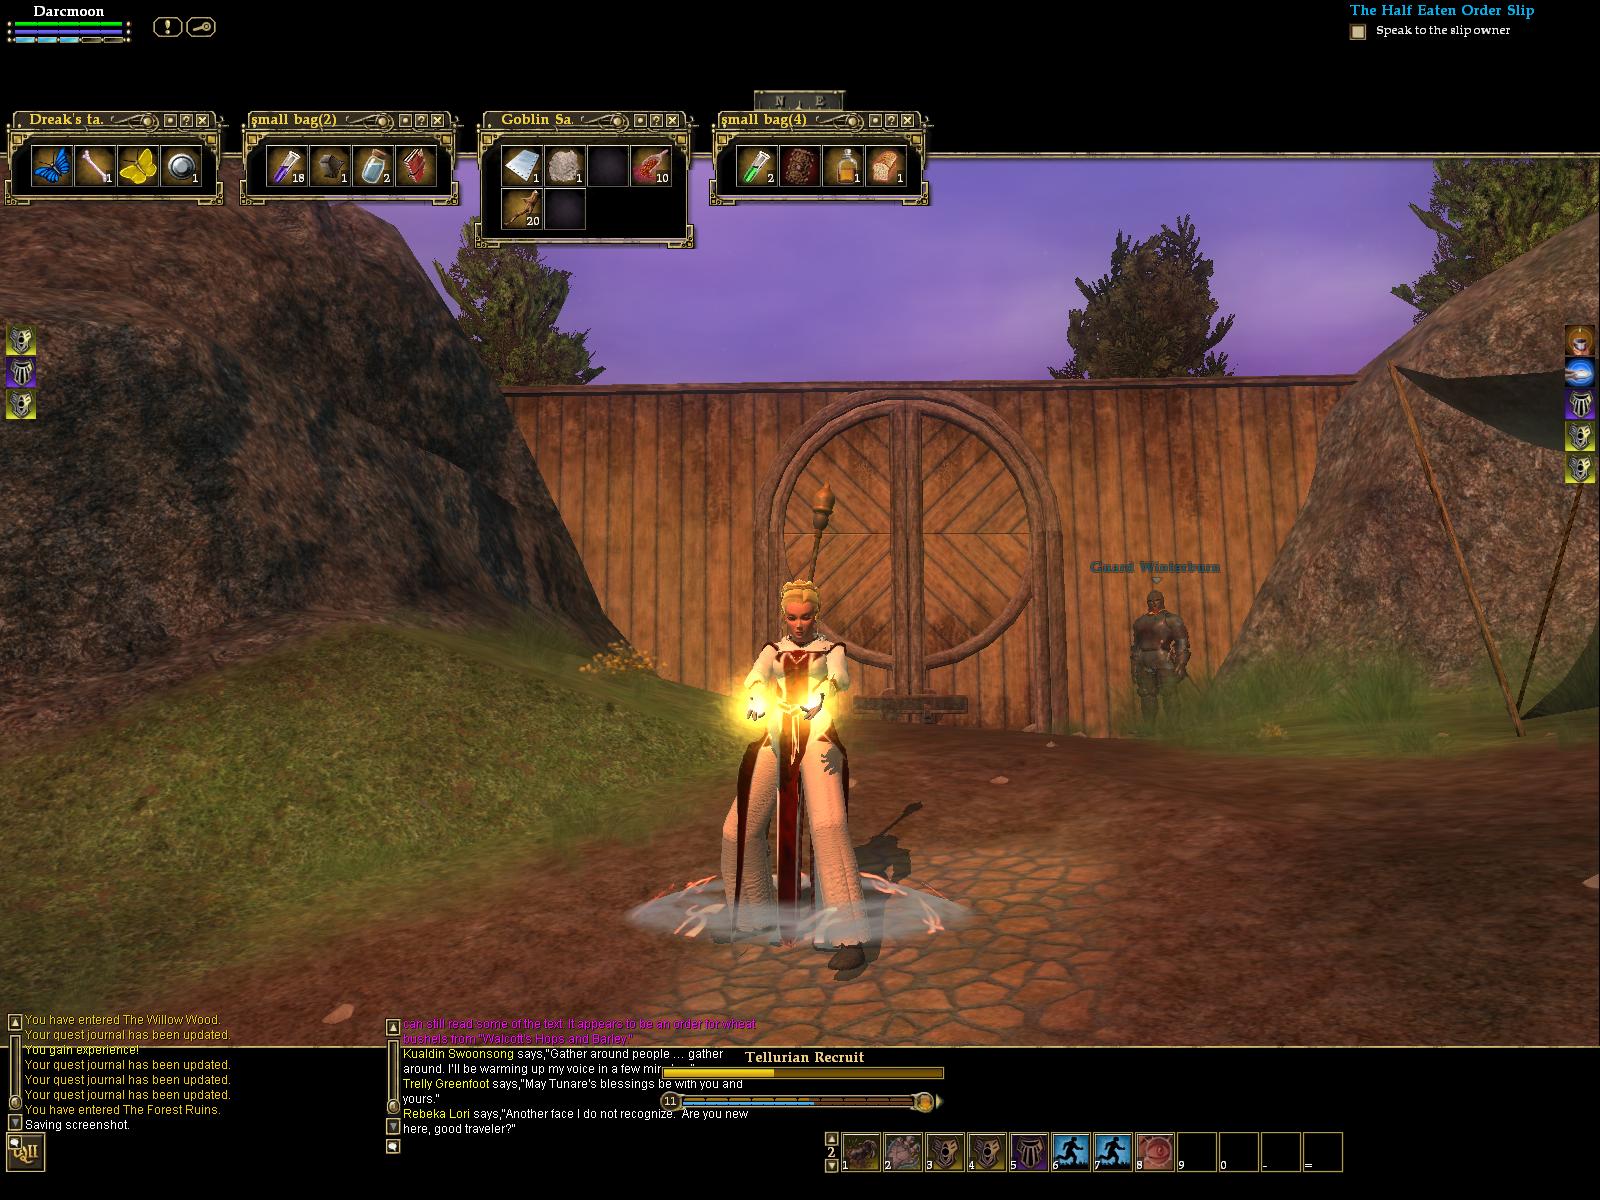 Darcmoon
The Half Eaten Order Slip
Speak to the slip owner
N E
Dreak's ta.
small bag(2)
Goblin Sa
small bag(4)
1 1 1
18 1 2
1 1 10
20
2 1 1
Guard Winterburn
You have entered The Willow Wood.
Your quest journal has been updated.
You gain experience!
Your quest journal has been updated.
Your quest journal has been updated.
Your quest journal has been updated.
You have entered The Forest Ruins.
Saving screenshot.
can still read some of the text. It appears to be an order for wheat
bushels from "Walcott's Hops and Barley"
Kualdin Swoonsong says,"Gather around people ... gather
around. I'll be warming up my voice in a few
Trelly Greenfoot says,"May Tunare's blessings be with you and
yours."
Rebeka Lori says,"Another face I do not recognize. Are you new
here, good traveler?"
Tellurian Recruit
11
2
1 2 3 4 5 6 7 8 9 0 - =